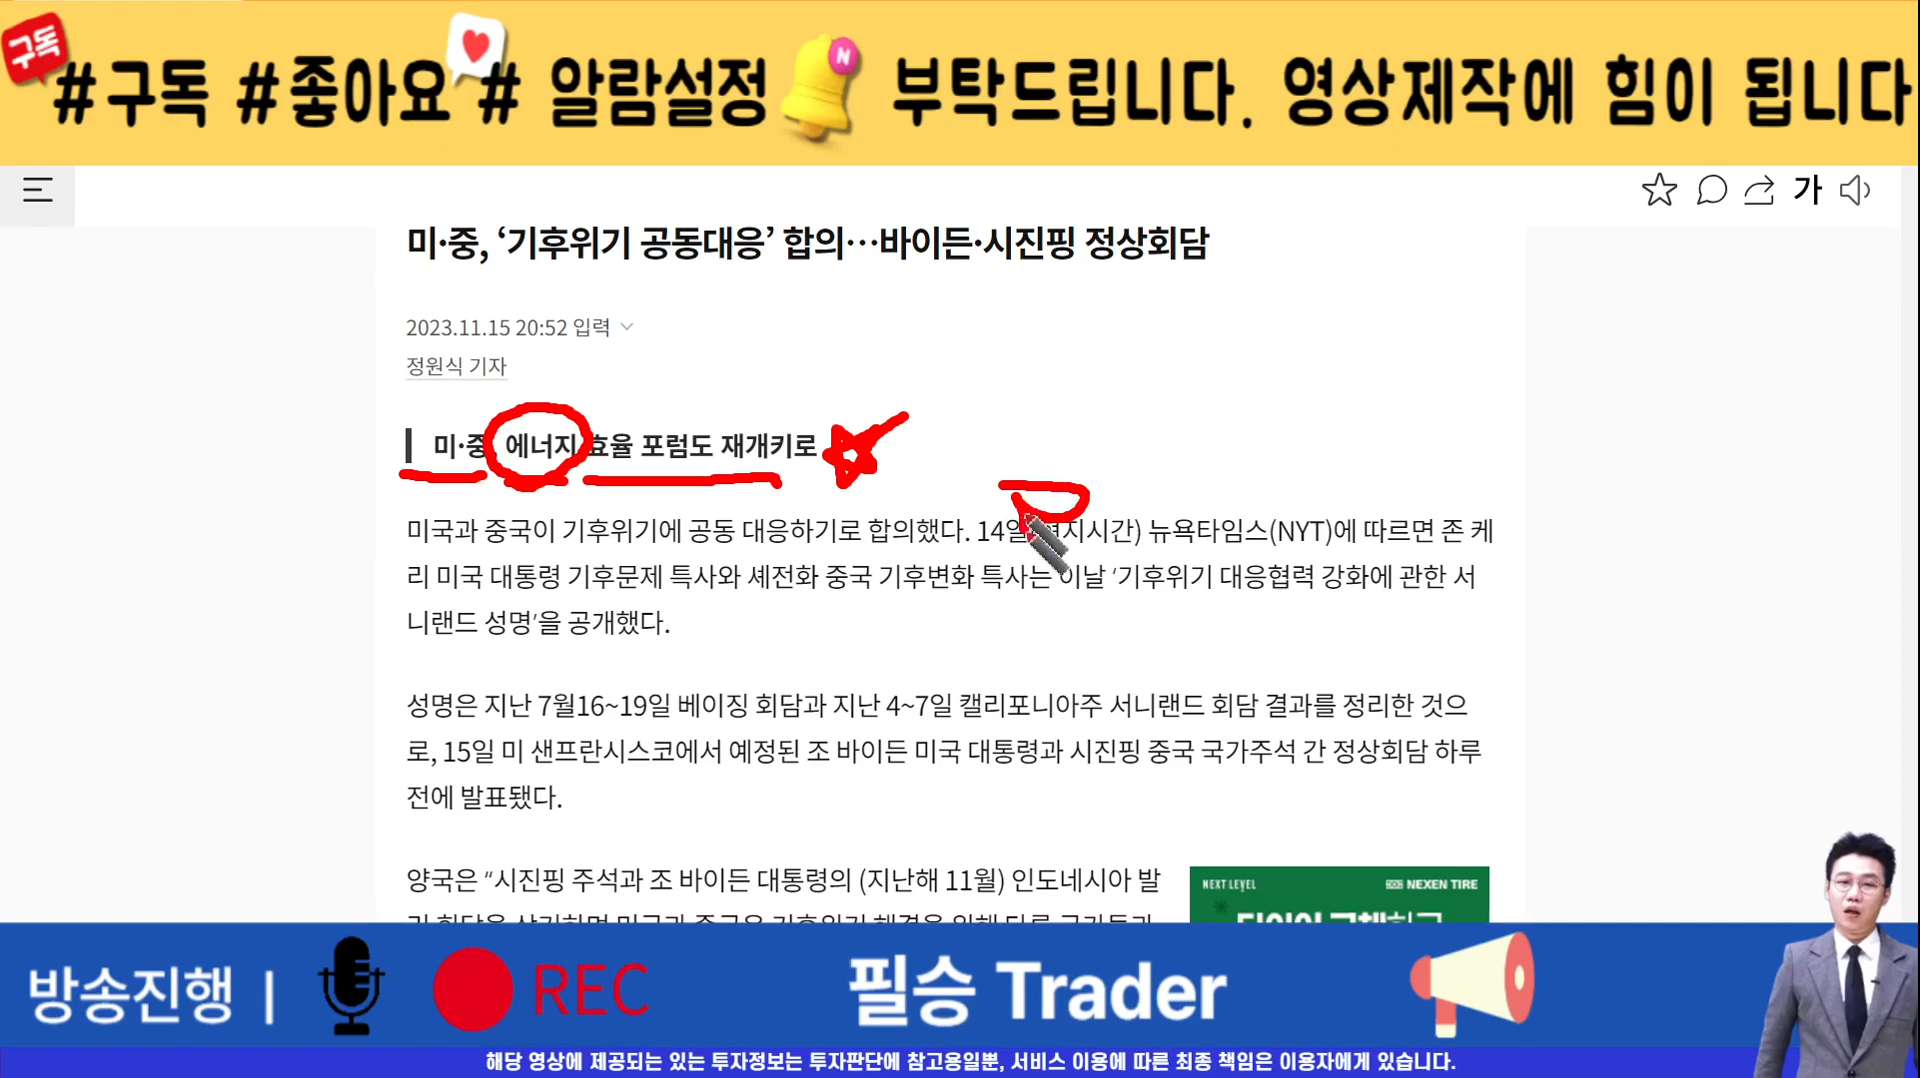 구독
#구독 #좋아요 # 알람설정 N 부탁드립니다. 영상제작에 힘이 됩니다
가
미·중, ‘기후위기 공동대응’ 합의…바이든·시진핑 정상회담
2023.11.15 20:52 입력
정원식 기자
미·중, 에너지 효율 포럼도 재개키로
미국과 중국이 기후위기에 공동 대응하기로 합의했다. 14일(현지시간) 뉴욕타임스(NYT)에 따르면 존 케
리 미국 대통령 기후문제 특사와 셰전화 중국 기후변화 특사는 이날 ‘기후위기 대응협력 강화에 관한 서
니랜드 성명’을 공개했다.
성명은 지난 7월16~19일 베이징 회담과 지난 4~7일 캘리포니아주 서니랜드 회담 결과를 정리한 것으
로, 15일 미 샌프란시스코에서 예정된 조 바이든 미국 대통령과 시진핑 중국 국가주석 간 정상회담 하루
전에 발표됐다.
양국은 “시진핑 주석과 조 바이든 대통령의 (지난해 11월) 인도네시아 발
NEXT LEVEL NEXEN TIRE
방송진행 | REC 필승 Trader
해당 영상에 제공되는 있는 투자정보는 투자판단에 참고용일뿐, 서비스 이용에 따른 최종 책임은 이용자에게 있습니다.